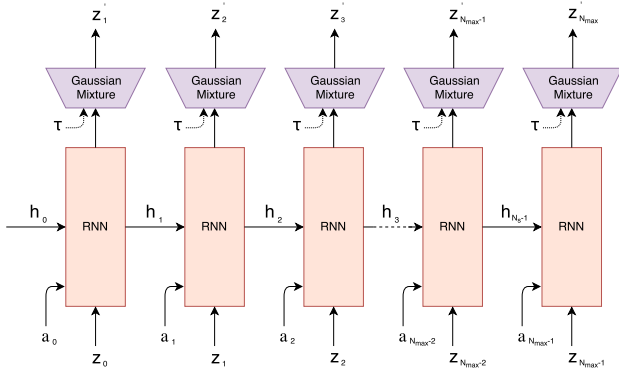 z'₁ z'₂ z'₃ z'Nmax-1 z'Nmax
Gaussian Mixture Gaussian Mixture Gaussian Mixture Gaussian Mixture Gaussian Mixture
τ τ τ τ τ
h₀ h₁ h₂ h₃ hNs-1
RNN RNN RNN RNN RNN
a₀ a₁ a₂ aNmax-2 aNmax-1
z₀ z₁ z₂ zNmax-2 zNmax-1